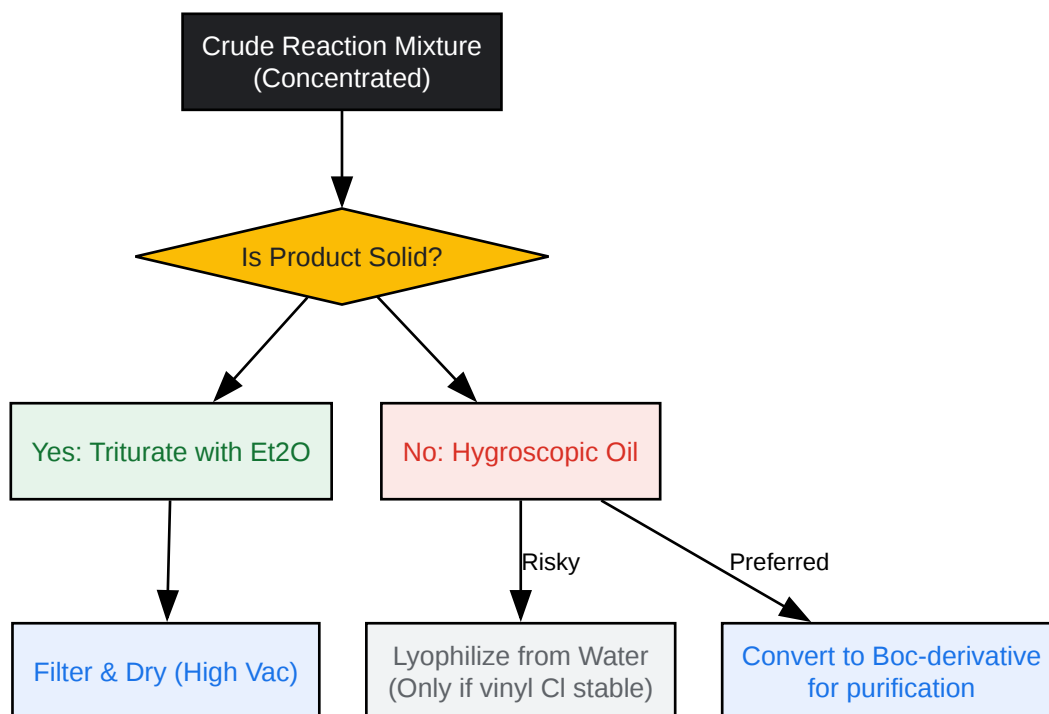 Crude Reaction Mixture
(Concentrated)
Is Product Solid?
Yes: Triturate with Et2O
No: Hygroscopic Oil
Risky
Preferred
Filter & Dry (High Vac)
Lyophilize from Water
(Only if vinyl Cl stable)
Convert to Boc-derivative
for purification